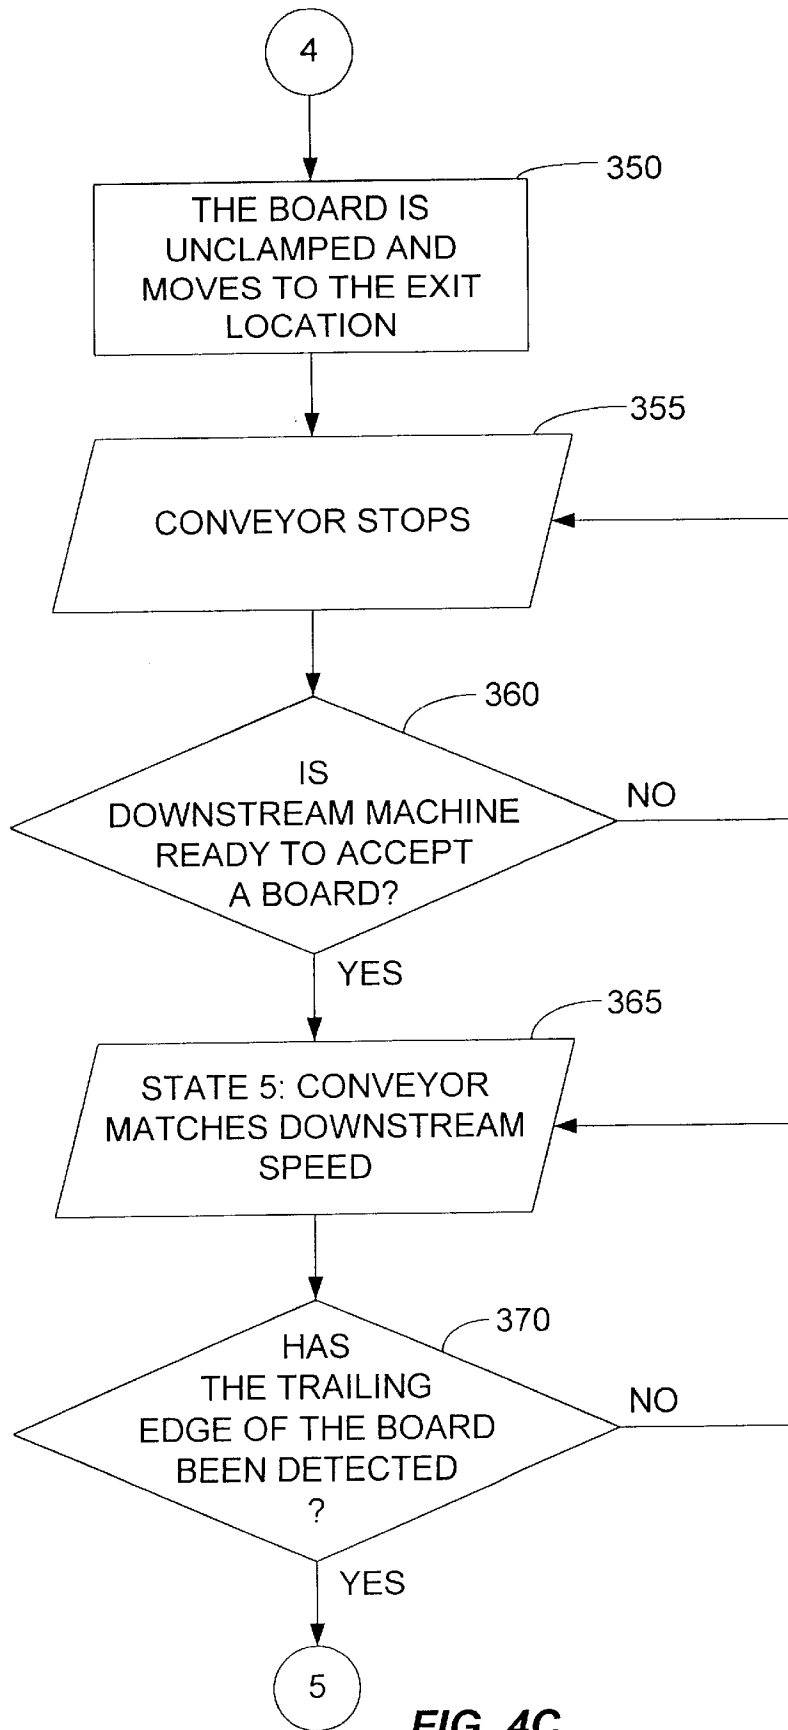 4
350
THE BOARD IS
UNCLAMPED AND
MOVES TO THE EXIT
LOCATION
355
CONVEYOR STOPS
360
IS
DOWNSTREAM MACHINE
READY TO ACCEPT
A BOARD?
NO
YES
365
STATE 5: CONVEYOR
MATCHES DOWNSTREAM
SPEED
370
HAS
THE TRAILING
EDGE OF THE BOARD
BEEN DETECTED
?
NO
YES
5
FIG. 4C